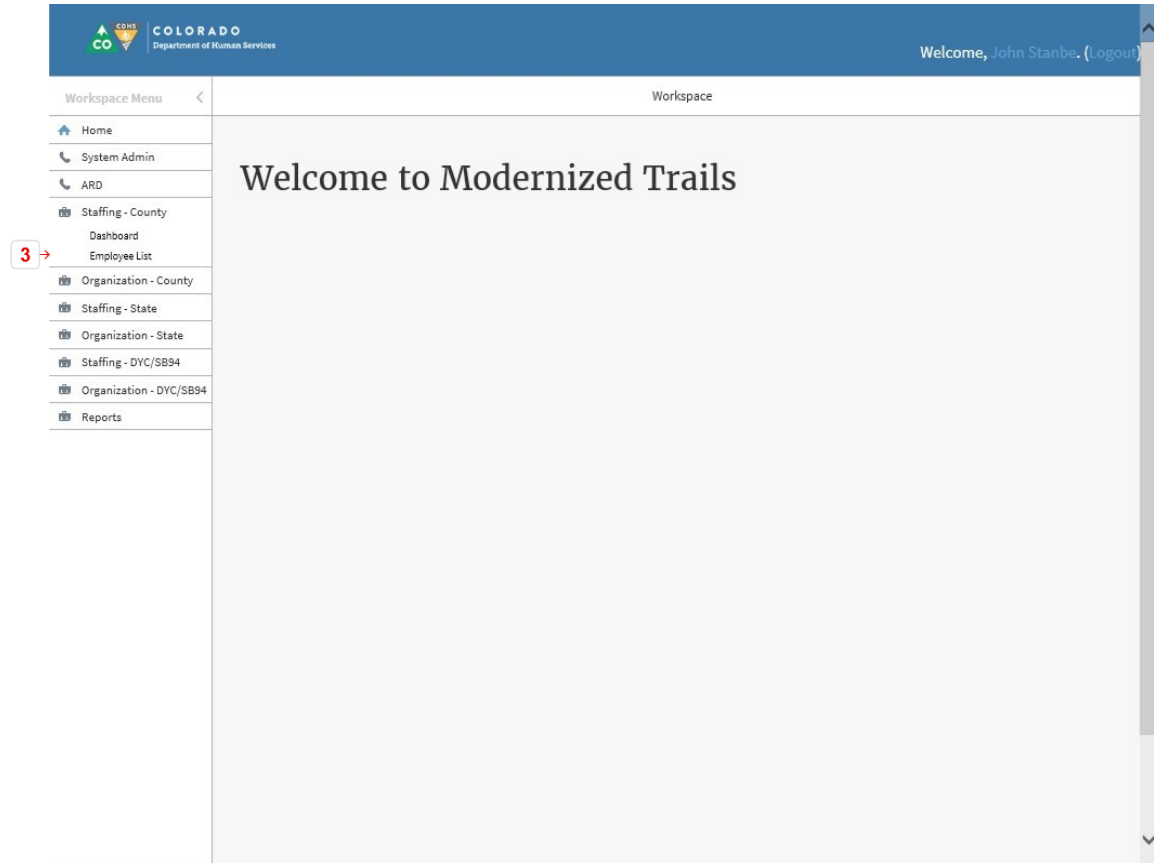 CDHS
CO
COLORADO
Department of Human Services
Welcome, John Stanbe. (Logout)
Workspace Menu
Workspace
Home
System Admin
ARD
Staffing - County
Dashboard
3
Employee List
Organization - County
Staffing - State
Organization - State
Staffing - DYC/SB94
Organization - DYC/SB94
Reports
Welcome to Modernized Trails